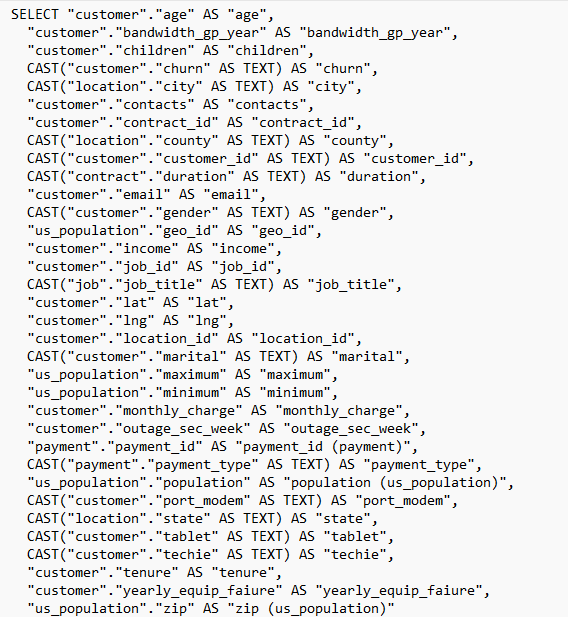 SELECT "customer"."age" AS "age",
"customer"."bandwidth_gp_year" AS "bandwidth_gp_year",
"customer"."children" AS "children",
CAST("customer"."churn" AS TEXT) AS "churn",
CAST("location"."city" AS TEXT) AS "city",
"customer"."contacts" AS "contacts",
"customer"."contract_id" AS "contract_id",
CAST("location"."county" AS TEXT) AS "county",
CAST("customer"."customer_id" AS TEXT) AS "customer_id",
CAST("contract"."duration" AS TEXT) AS "duration",
"customer"."email" AS "email",
CAST("customer"."gender" AS TEXT) AS "gender",
"us_population"."geo_id" AS "geo_id",
"customer"."income" AS "income",
"customer"."job_id" AS "job_id",
CAST("job"."job_title" AS TEXT) AS "job_title",
"customer"."lat" AS "lat",
"customer"."lng" AS "lng",
"customer"."location_id" AS "location_id",
CAST("customer"."marital" AS TEXT) AS "marital",
"us_population"."maximum" AS "maximum",
"us_population"."minimum" AS "minimum",
"customer"."monthly_charge" AS "monthly_charge",
"customer"."outage_sec_week" AS "outage_sec_week",
"payment"."payment_id" AS "payment_id (payment)",
CAST("payment"."payment_type" AS TEXT) AS "payment_type",
"us_population"."population" AS "population (us_population)",
CAST("customer"."port_modem" AS TEXT) AS "port_modem",
CAST("location"."state" AS TEXT) AS "state",
CAST("customer"."tablet" AS TEXT) AS "tablet",
CAST("customer"."techie" AS TEXT) AS "techie",
"customer"."tenure" AS "tenure",
"customer"."yearly_equip_faiure" AS "yearly_equip_faiure",
"us_population"."zip" AS "zip (us_population)"